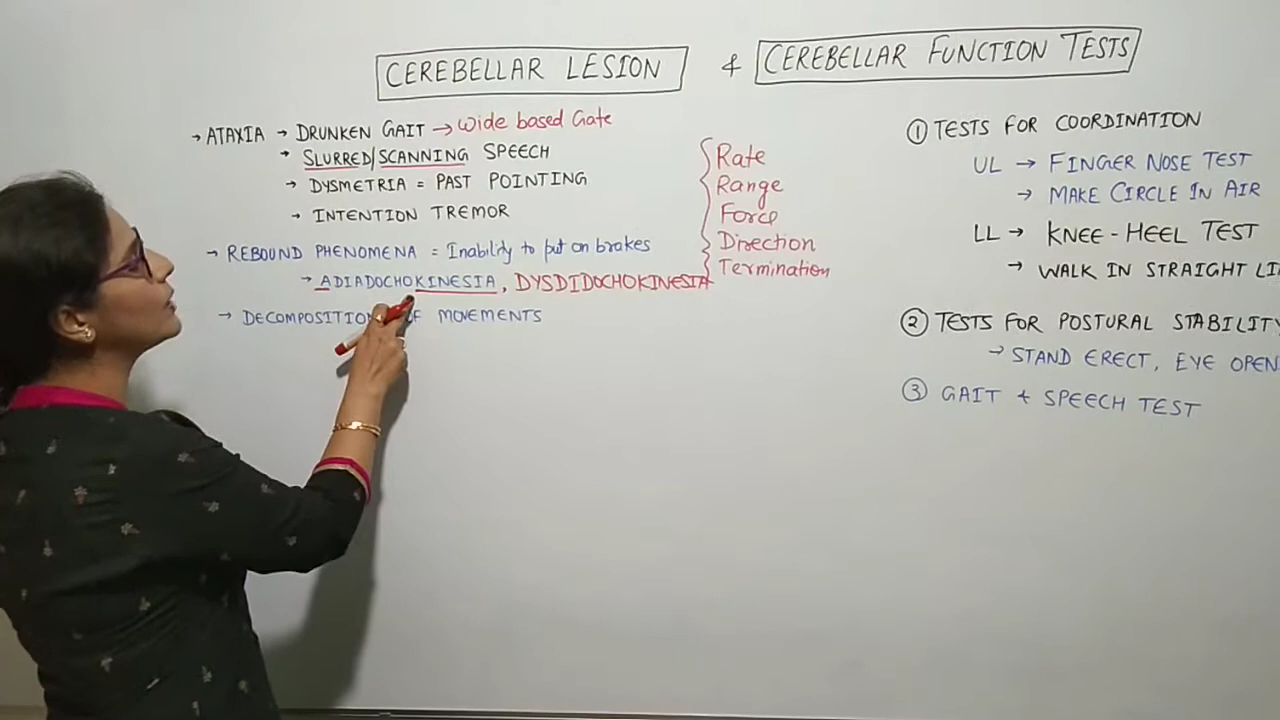 CEREBELLAR LESION & CEREBELLAR FUNCTION TESTS
→ ATAXIA → DRUNKEN GAIT → Wide based Gate
→ SLURRED/SCANNING SPEECH
→ DYSMETRIA = PAST POINTING
→ INTENTION TREMOR
→ REBOUND PHENOMENA = Inability to put on brakes
→ ADIADOCHOKINESIA, DYSDIDOCHOKINESIA
→ DECOMPOSITION OF MOVEMENTS
Rate
Range
Force
Direction
Termination
① TESTS FOR COORDINATION
UL → FINGER NOSE TEST
→ MAKE CIRCLE IN AIR
LL → KNEE-HEEL TEST
→ WALK IN STRAIGHT LI
② TESTS FOR POSTURAL STABILITY
→ STAND ERECT, EYE OPEN
③ GAIT & SPEECH TEST